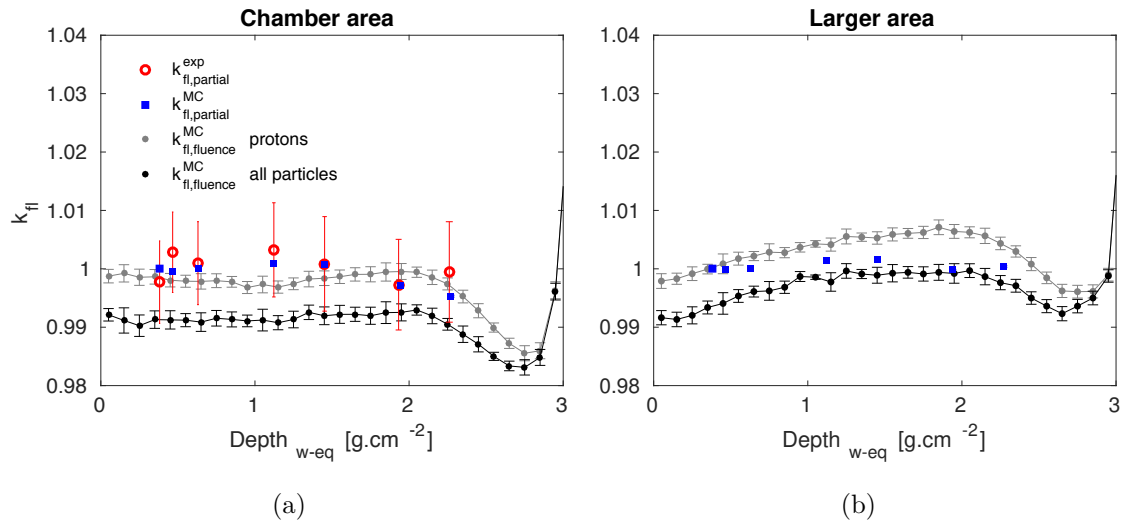 Chamber area
1.04
1.03
1.02
1.01
1
0.99
0.98
k_fl
k^exp_fl,partial
k^MC_fl,partial
k^MC_fl,fluence protons
k^MC_fl,fluence all particles
0 1 2 3
Depth w-eq [g.cm -2]
(a)
Larger area
1.04
1.03
1.02
1.01
1
0.99
0.98
0 1 2 3
Depth w-eq [g.cm -2]
(b)